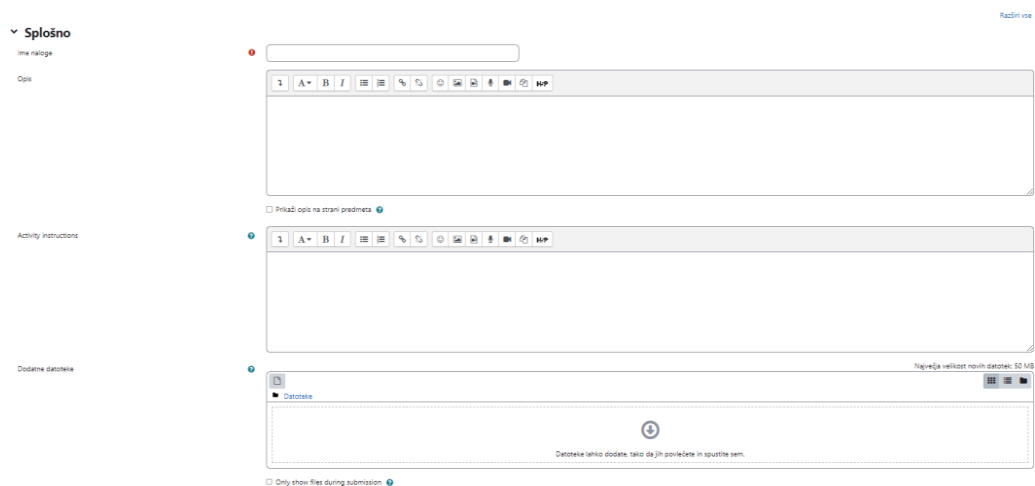 Razširi vse
Splošno
Ime naloge
Opis
A B I H-P
Prikaži opis na strani predmeta
Activity instructions
A B I H-P
Dodatne datoteke
Največja velikost novih datotek: 50 MB
Datoteke
Datoteke lahko dodate, tako da jih povlečete in spustite sem.
Only show files during submission